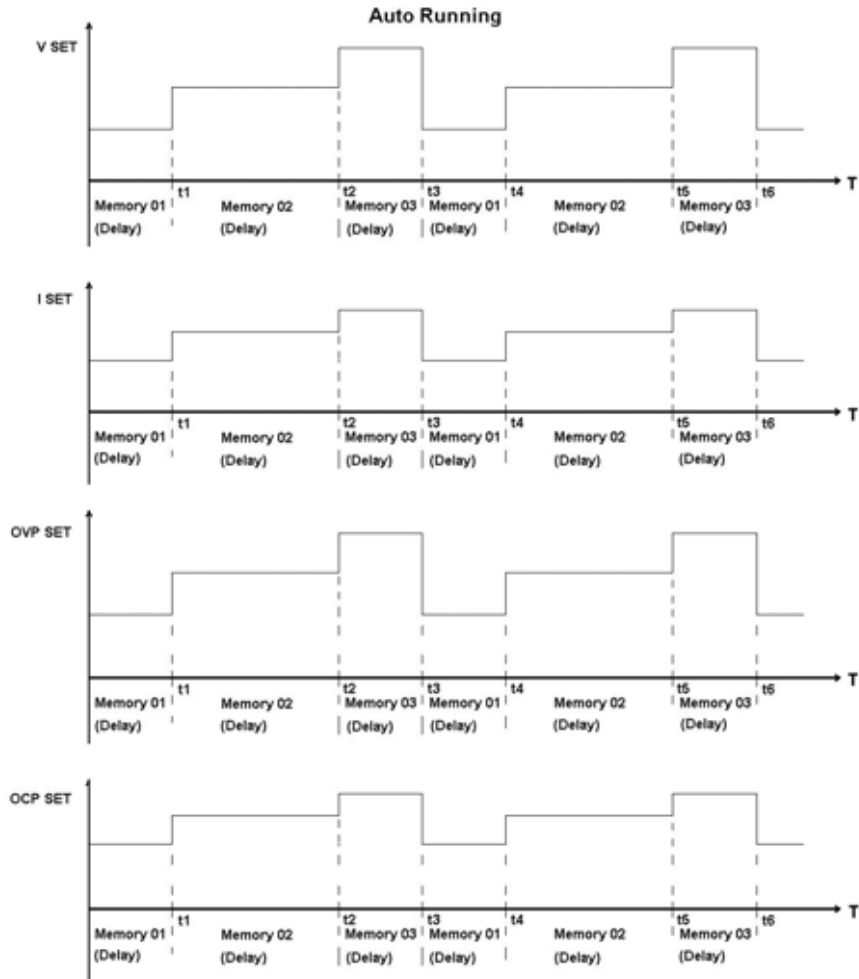 Auto Running
V SET
T
t1 t2 t3 t4 t5 t6
Memory 01 Memory 02 Memory 03 Memory 01 Memory 02 Memory 03
(Delay) (Delay) (Delay) (Delay) (Delay) (Delay)
I SET
T
t1 t2 t3 t4 t5 t6
Memory 01 Memory 02 Memory 03 Memory 01 Memory 02 Memory 03
(Delay) (Delay) (Delay) (Delay) (Delay) (Delay)
OVP SET
T
t1 t2 t3 t4 t5 t6
Memory 01 Memory 02 Memory 03 Memory 01 Memory 02 Memory 03
(Delay) (Delay) (Delay) (Delay) (Delay) (Delay)
OCP SET
T
t1 t2 t3 t4 t5 t6
Memory 01 Memory 02 Memory 03 Memory 01 Memory 02 Memory 03
(Delay) (Delay) (Delay) (Delay) (Delay) (Delay)